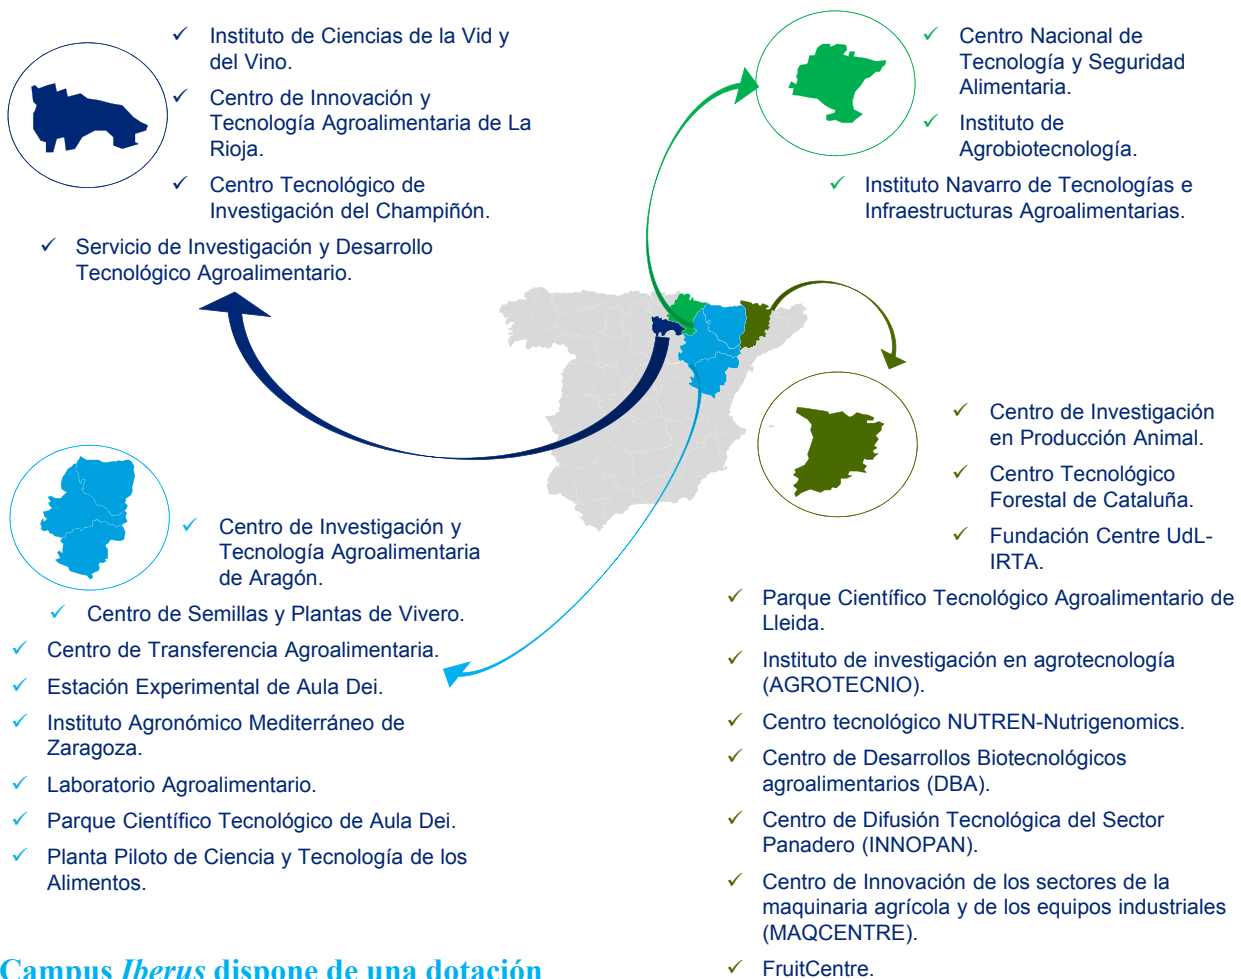 Instituto de Ciencias de la Vid y
del Vino.
Centro de Innovación y
Tecnología Agroalimentaria de La
Rioja.
Centro Tecnológico de
Investigación del Champiñón.
Servicio de Investigación y Desarrollo
Tecnológico Agroalimentario.
Centro Nacional de
Tecnología y Seguridad
Alimentaria.
Instituto de
Agrobiotecnología.
Instituto Navarro de Tecnologías e
Infraestructuras Agroalimentarias.
Centro de Investigación y
Tecnología Agroalimentaria
de Aragón.
Centro de Semillas y Plantas de Vivero.
Centro de Transferencia Agroalimentaria.
Estación Experimental de Aula Dei.
Instituto Agronómico Mediterráneo de
Zaragoza.
Laboratorio Agroalimentario.
Parque Científico Tecnológico de Aula Dei.
Planta Piloto de Ciencia y Tecnología de los
Alimentos.
Centro de Investigación
en Producción Animal.
Centro Tecnológico
Forestal de Cataluña.
Fundación Centre UdL-
IRTA.
Parque Científico Tecnológico Agroalimentario de
Lleida.
Instituto de investigación en agrotecnología
(AGROTECNIO).
Centro tecnológico NUTREN-Nutrigenomics.
Centro de Desarrollos Biotecnológicos
agroalimentarios (DBA).
Centro de Difusión Tecnológica del Sector
Panadero (INNOPAN).
Centro de Innovación de los sectores de la
maquinaria agrícola y de los equipos industriales
(MAQCENTRE).
FruitCentre.
Campus Iberus dispone de una dotación